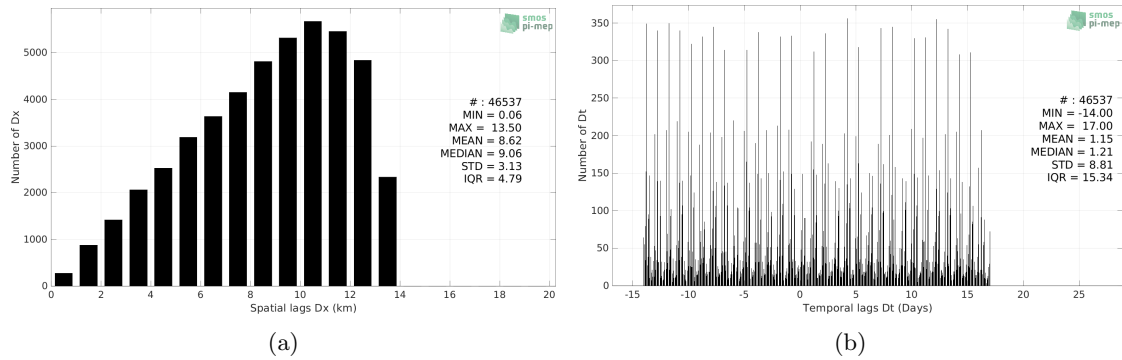 smos
pi-mep
5000
4000
3000
2000
1000
0
Number of Dx
# : 46537
MIN = 0.06
MAX = 13.50
MEAN = 8.62
MEDIAN = 9.06
STD = 3.13
IQR = 4.79
0 2 4 6 8 10 12 14 16 18 20
Spatial lags Dx (km)
(a)
smos
pi-mep
350
300
250
200
150
100
50
0
Number of Dt
# : 46537
MIN = -14.00
MAX = 17.00
MEAN = 1.15
MEDIAN = 1.21
STD = 8.81
IQR = 15.34
-15 -10 -5 0 5 10 15 20 25
Temporal lags Dt (Days)
(b)